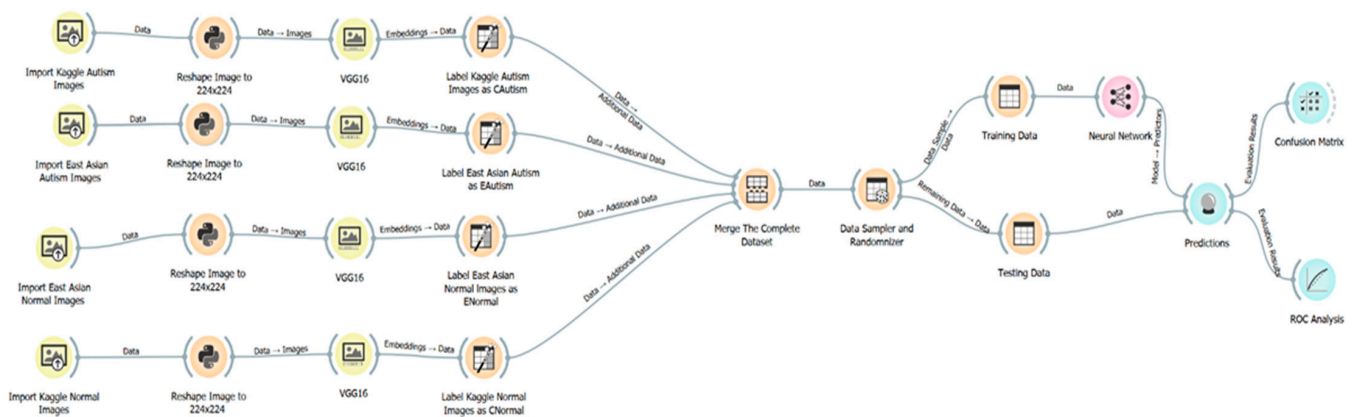 Data
Data → Images
Embeddings → Data
Import Kaggle Autism
Images
Reshape Image to
224x224
VGG16
Label Kaggle Autism
Images as CAutism
Data →
Additional Data
Data
Data → Images
Embeddings → Data
Import East Asian
Autism Images
Reshape Image to
224x224
VGG16
Label East Asian Autism
as EAutism
Data → Additional Data
Data
Data → Images
Embeddings → Data
Import East Asian
Normal Images
Reshape Image to
224x224
VGG16
Label East Asian
Normal Images as
ENormal
Data → Additional Data
Data
Data → Images
Embeddings → Data
Import Kaggle Normal
Images
Reshape Image to
224x224
VGG16
Label Kaggle Normal
Images as CNormal
Data → Additional Data
Merge The Complete
Dataset
Data
Data Sampler and
Randomnizer
Data Sample →
Data
Remaining Data → Data
Training Data
Data
Neural Network
Model → Predictors
Testing Data
Data
Predictions
Evaluation Results
Confusion Matrix
Evaluation Results
ROC Analysis